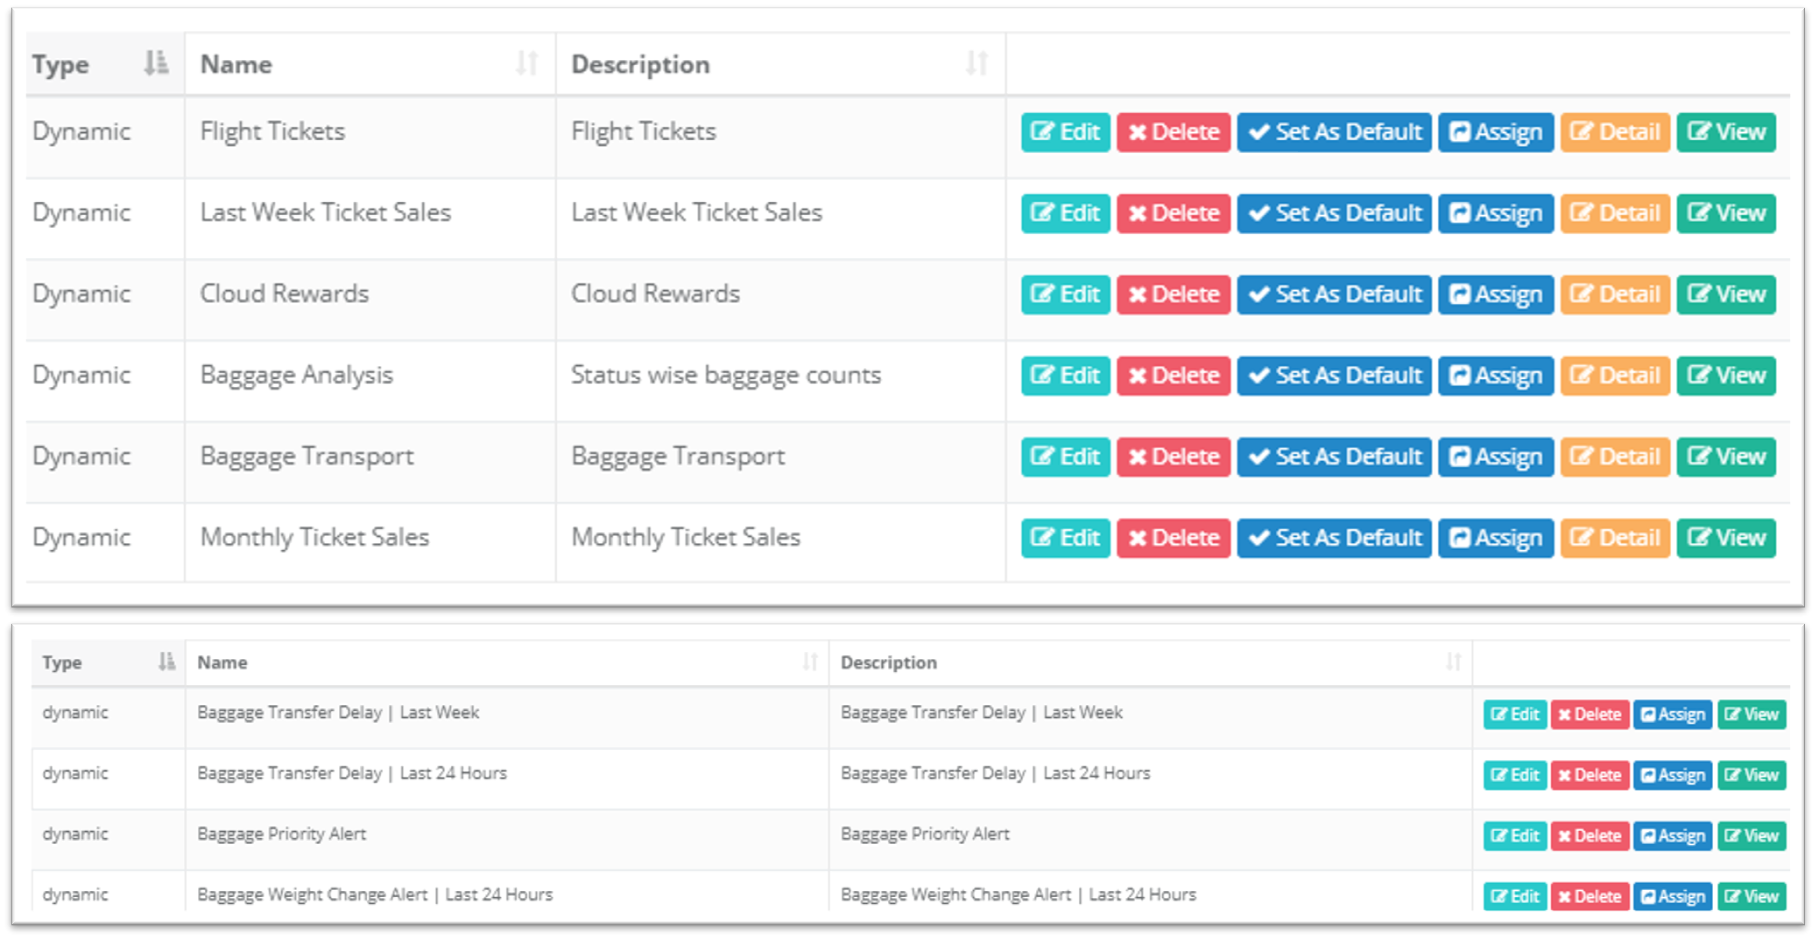 Type Name Description
Dynamic Flight Tickets Flight Tickets Edit Delete Set As Default Assign Detail View
Dynamic Last Week Ticket Sales Last Week Ticket Sales Edit Delete Set As Default Assign Detail View
Dynamic Cloud Rewards Cloud Rewards Edit Delete Set As Default Assign Detail View
Dynamic Baggage Analysis Status wise baggage counts Edit Delete Set As Default Assign Detail View
Dynamic Baggage Transport Baggage Transport Edit Delete Set As Default Assign Detail View
Dynamic Monthly Ticket Sales Monthly Ticket Sales Edit Delete Set As Default Assign Detail View
Type Name Description
dynamic Baggage Transfer Delay | Last Week Baggage Transfer Delay | Last Week Edit Delete Assign View
dynamic Baggage Transfer Delay | Last 24 Hours Baggage Transfer Delay | Last 24 Hours Edit Delete Assign View
dynamic Baggage Priority Alert Baggage Priority Alert Edit Delete Assign View
dynamic Baggage Weight Change Alert | Last 24 Hours Baggage Weight Change Alert | Last 24 Hours Edit Delete Assign View